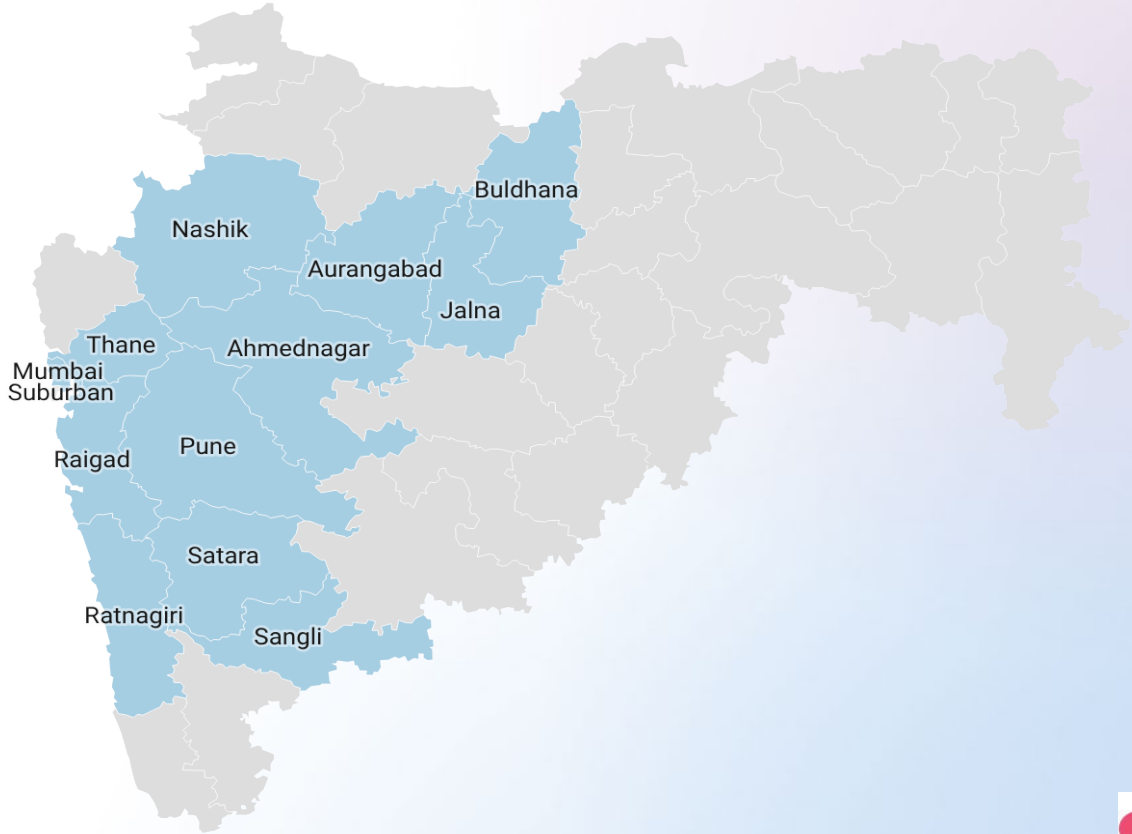 Buldhana
Nashik
Aurangabad
Jalna
Thane
Ahmednagar
Mumbai
Suburban
Pune
Raigad
Satara
Ratnagiri
Sangli